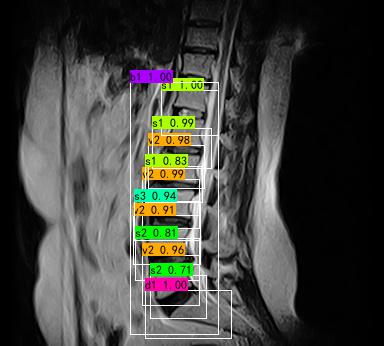 b1 1.00
s1 1.00
s1 0.99
v2 0.98
s1 0.83
v2 0.99
s3 0.94
v2 0.91
s2 0.81
v2 0.96
s2 0.71
d1 1.00